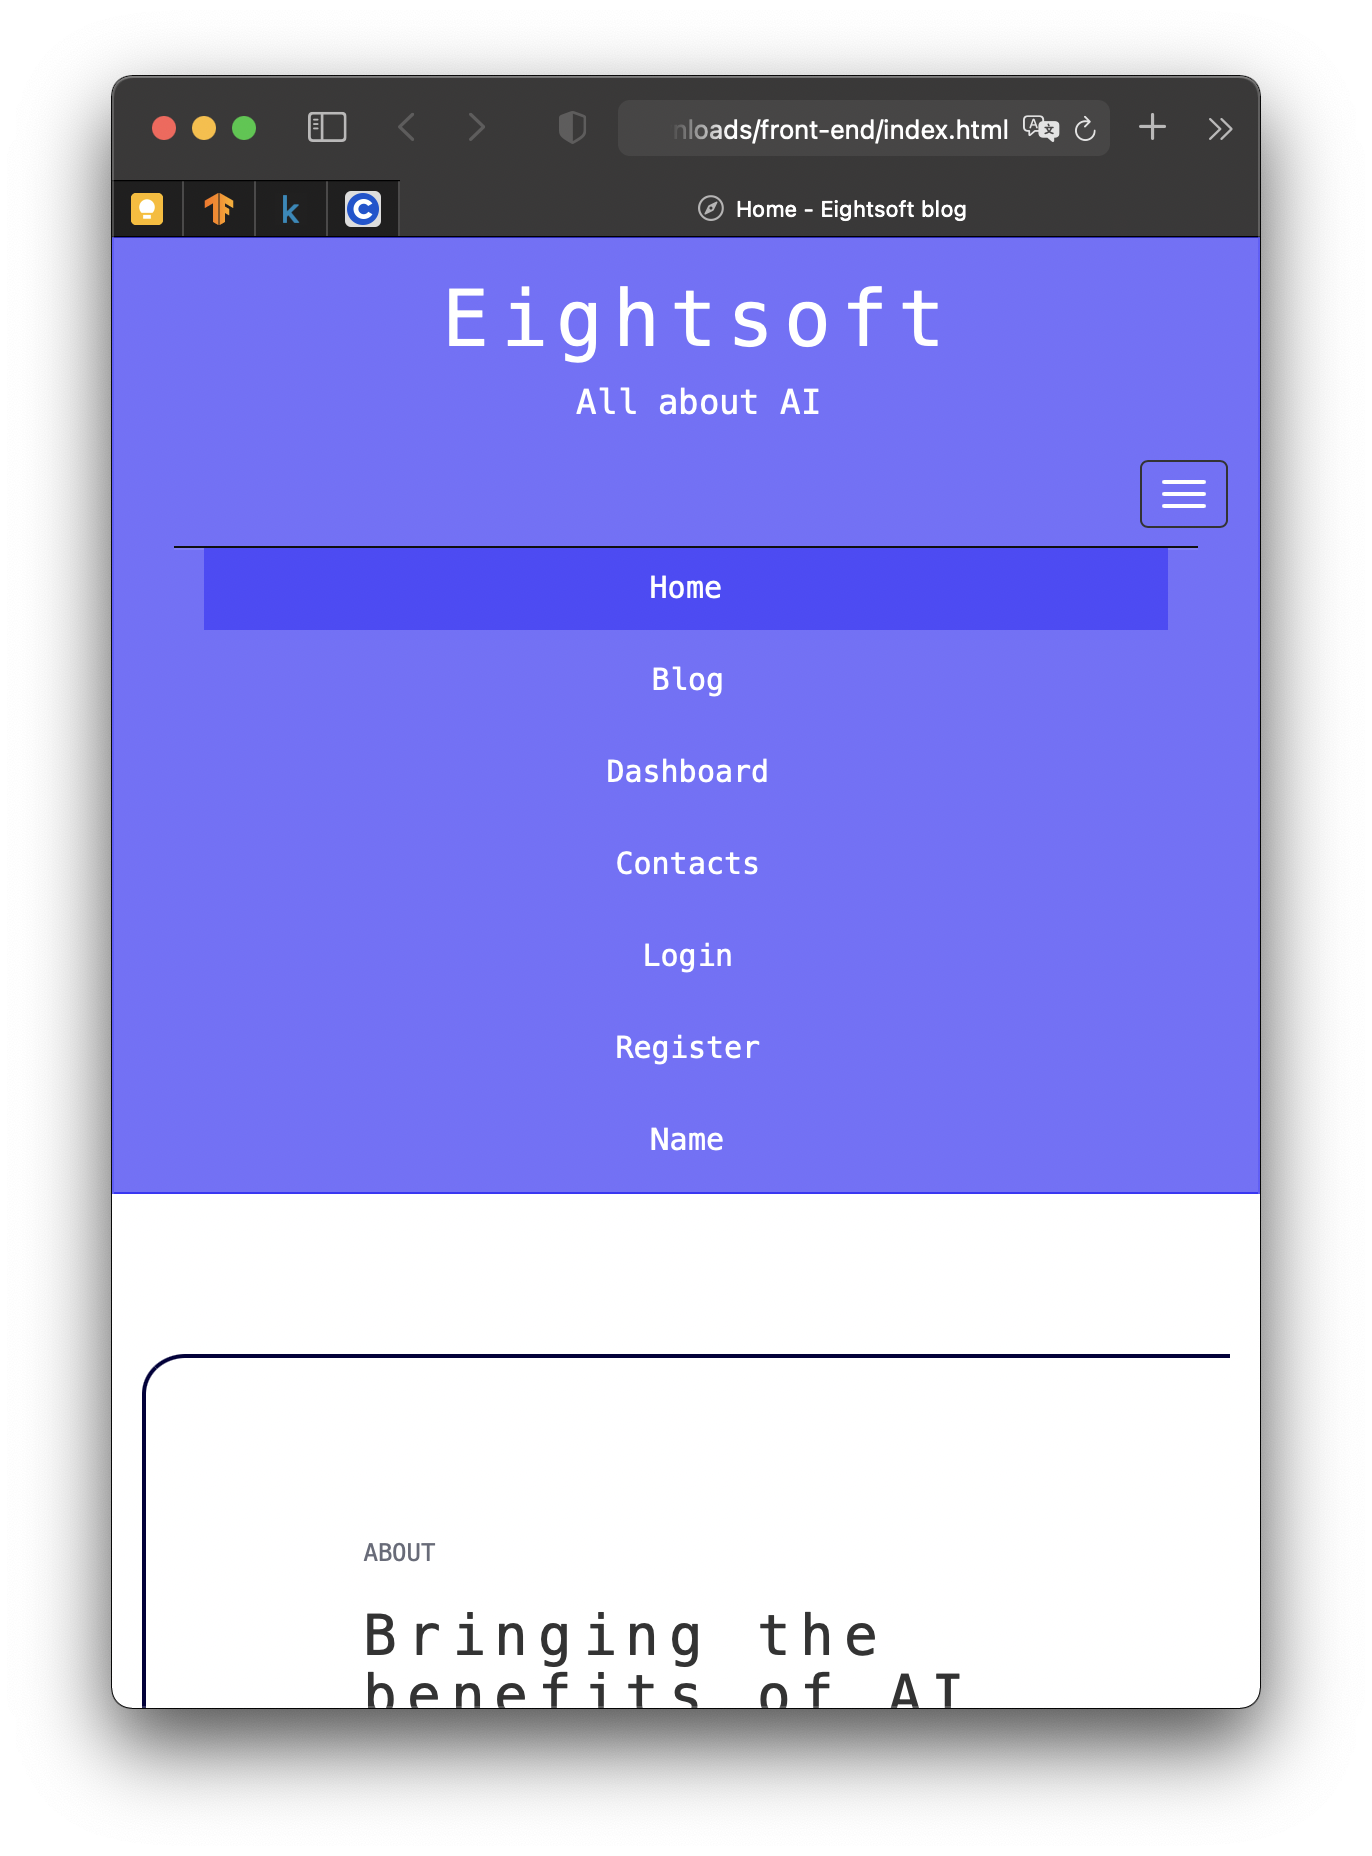 nloads/front-end/index.html
k
Home - Eightsoft blog
Eightsoft
All about AI
Home
Blog
Dashboard
Contacts
Login
Register
Name
ABOUT
Bringing the
benefits of AI